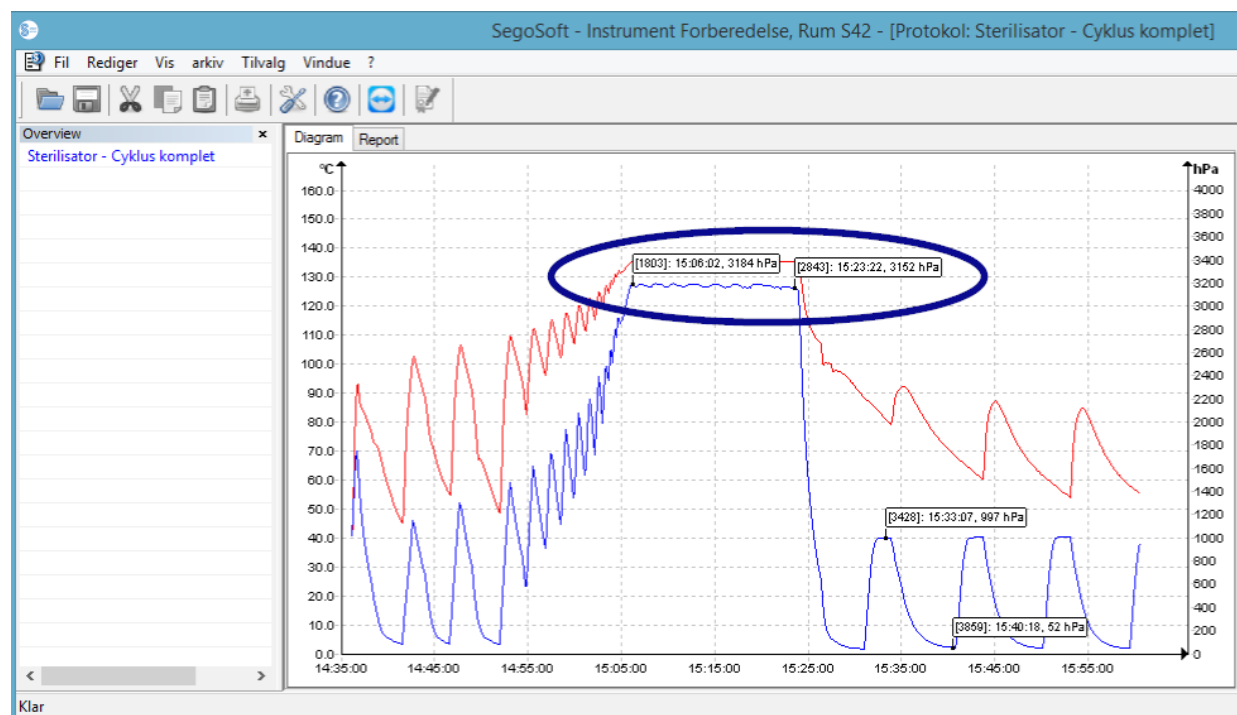 SegoSoft - Instrument Forberedelse, Rum S42 - [Protokol: Sterilisator - Cyklus komplet]
Fil Rediger Vis arkiv Tilvalg Vindue ?
Overview x
Sterilisator - Cyklus komplet
Diagram Report
°C hPa
160.0 4000
150.0 3800
140.0 3600
130.0 3400
120.0 3200
110.0 3000
100.0 2800
90.0 2600
80.0 2400
70.0 2200
60.0 2000
50.0 1800
40.0 1600
30.0 1400
20.0 1200
10.0 1000
0.0 800
600
400
200
0
[1803]: 15:06:02, 3184 hPa
[2843]: 15:23:22, 3152 hPa
[3428]: 15:33:07, 997 hPa
[3859]: 15:40:18, 52 hPa
14:35:00 14:45:00 14:55:00 15:05:00 15:15:00 15:25:00 15:35:00 15:45:00 15:55:00
Klar